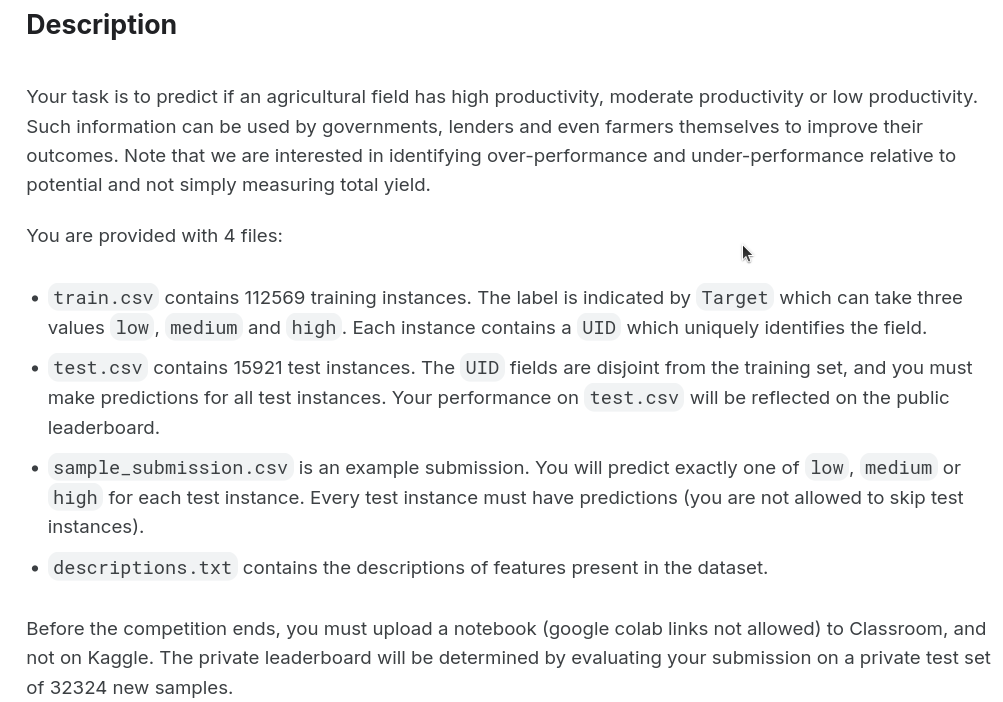 Description
Your task is to predict if an agricultural field has high productivity, moderate productivity or low productivity.
Such information can be used by governments, lenders and even farmers themselves to improve their
outcomes. Note that we are interested in identifying over-performance and under-performance relative to
potential and not simply measuring total yield.
You are provided with 4 files:
• train.csv contains 112569 training instances. The label is indicated by Target which can take three
values low, medium and high. Each instance contains a UID which uniquely identifies the field.
• test.csv contains 15921 test instances. The UID fields are disjoint from the training set, and you must
make predictions for all test instances. Your performance on test.csv will be reflected on the public
leaderboard.
• sample_submission.csv is an example submission. You will predict exactly one of low, medium or
high for each test instance. Every test instance must have predictions (you are not allowed to skip test
instances).
• descriptions.txt contains the descriptions of features present in the dataset.
Before the competition ends, you must upload a notebook (google colab links not allowed) to Classroom, and
not on Kaggle. The private leaderboard will be determined by evaluating your submission on a private test set
of 32324 new samples.